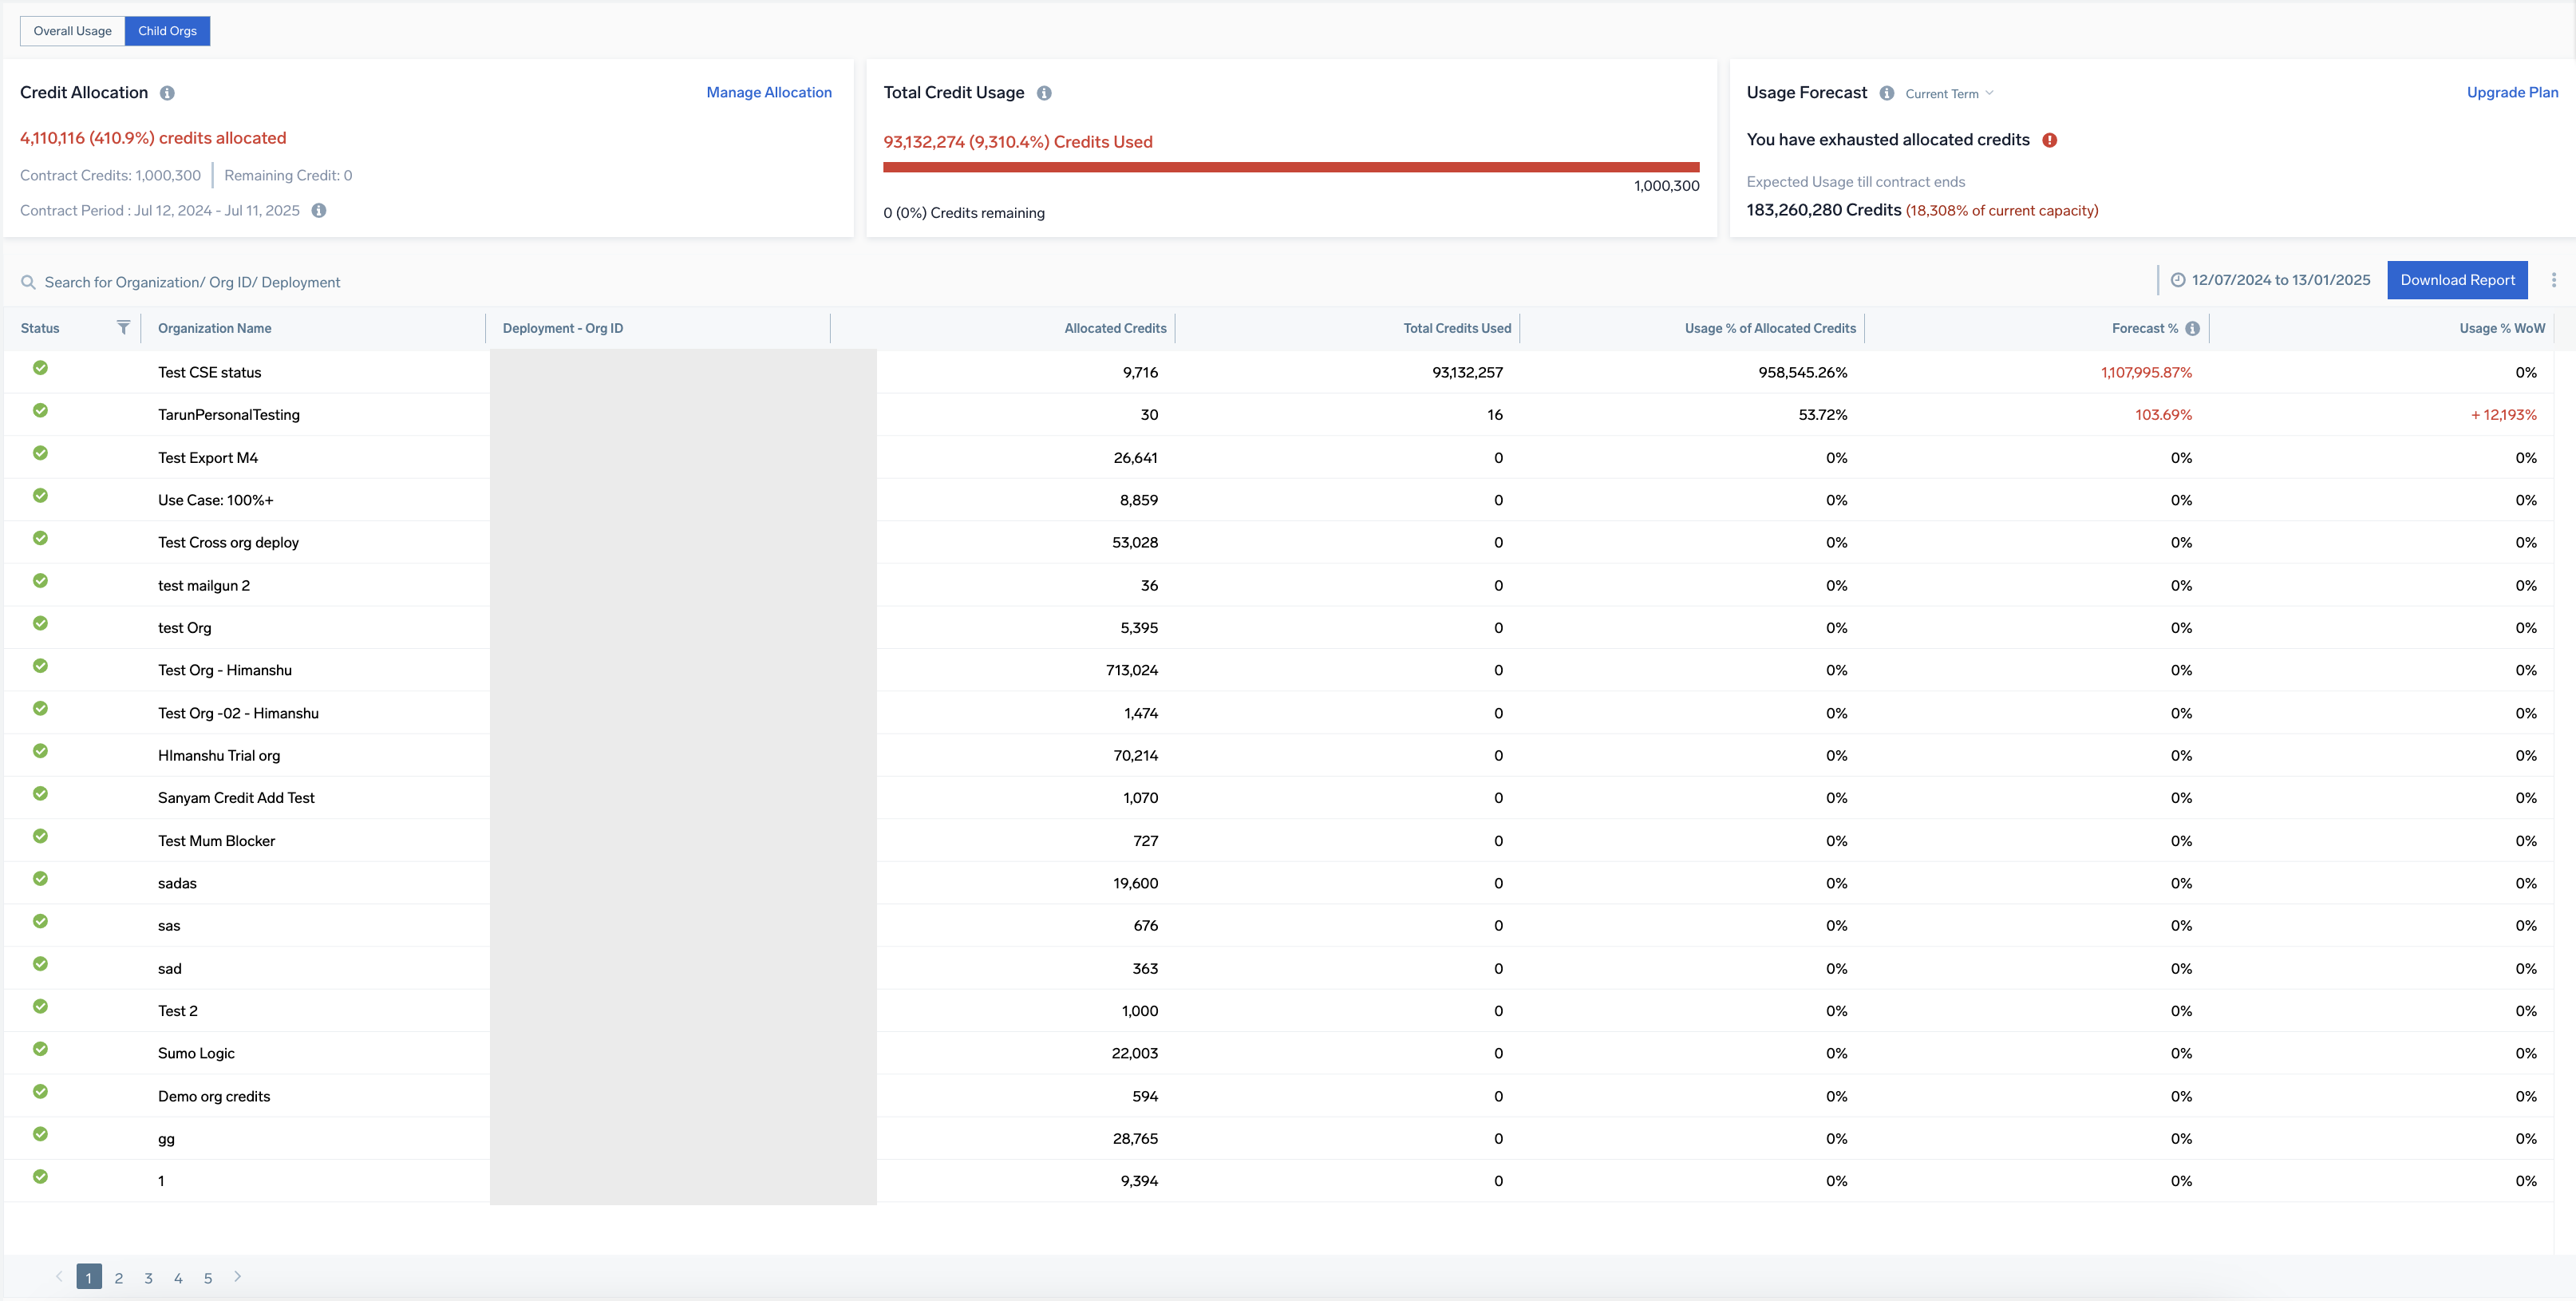 Overall Usage Child Orgs
Credit Allocation Manage Allocation
4,110,116 (410.9%) credits allocated
Contract Credits: 1,000,300 Remaining Credit: 0
Contract Period : Jul 12, 2024 - Jul 11, 2025
Total Credit Usage
93,132,274 (9,310.4%) Credits Used
1,000,300
0 (0%) Credits remaining
Usage Forecast Current Term Upgrade Plan
You have exhausted allocated credits
Expected Usage till contract ends
183,260,280 Credits (18,308% of current capacity)
Search for Organization/ Org ID/ Deployment 12/07/2024 to 13/01/2025 Download Report
Status Organization Name Deployment - Org ID Allocated Credits Total Credits Used Usage % of Allocated Credits Forecast % Usage % WoW
Test CSE status 9,716 93,132,257 958,545.26% 1,107,995.87% 0%
TarunPersonalTesting 30 16 53.72% 103.69% + 12,193%
Test Export M4 26,641 0 0% 0% 0%
Use Case: 100%+ 8,859 0 0% 0% 0%
Test Cross org deploy 53,028 0 0% 0% 0%
test mailgun 2 36 0 0% 0% 0%
test Org 5,395 0 0% 0% 0%
Test Org - Himanshu 713,024 0 0% 0% 0%
Test Org -02 - Himanshu 1,474 0 0% 0% 0%
HImanshu Trial org 70,214 0 0% 0% 0%
Sanyam Credit Add Test 1,070 0 0% 0% 0%
Test Mum Blocker 727 0 0% 0% 0%
sadas 19,600 0 0% 0% 0%
sas 676 0 0% 0% 0%
sad 363 0 0% 0% 0%
Test 2 1,000 0 0% 0% 0%
Sumo Logic 22,003 0 0% 0% 0%
Demo org credits 594 0 0% 0% 0%
gg 28,765 0 0% 0% 0%
1 9,394 0 0% 0% 0%
1 2 3 4 5